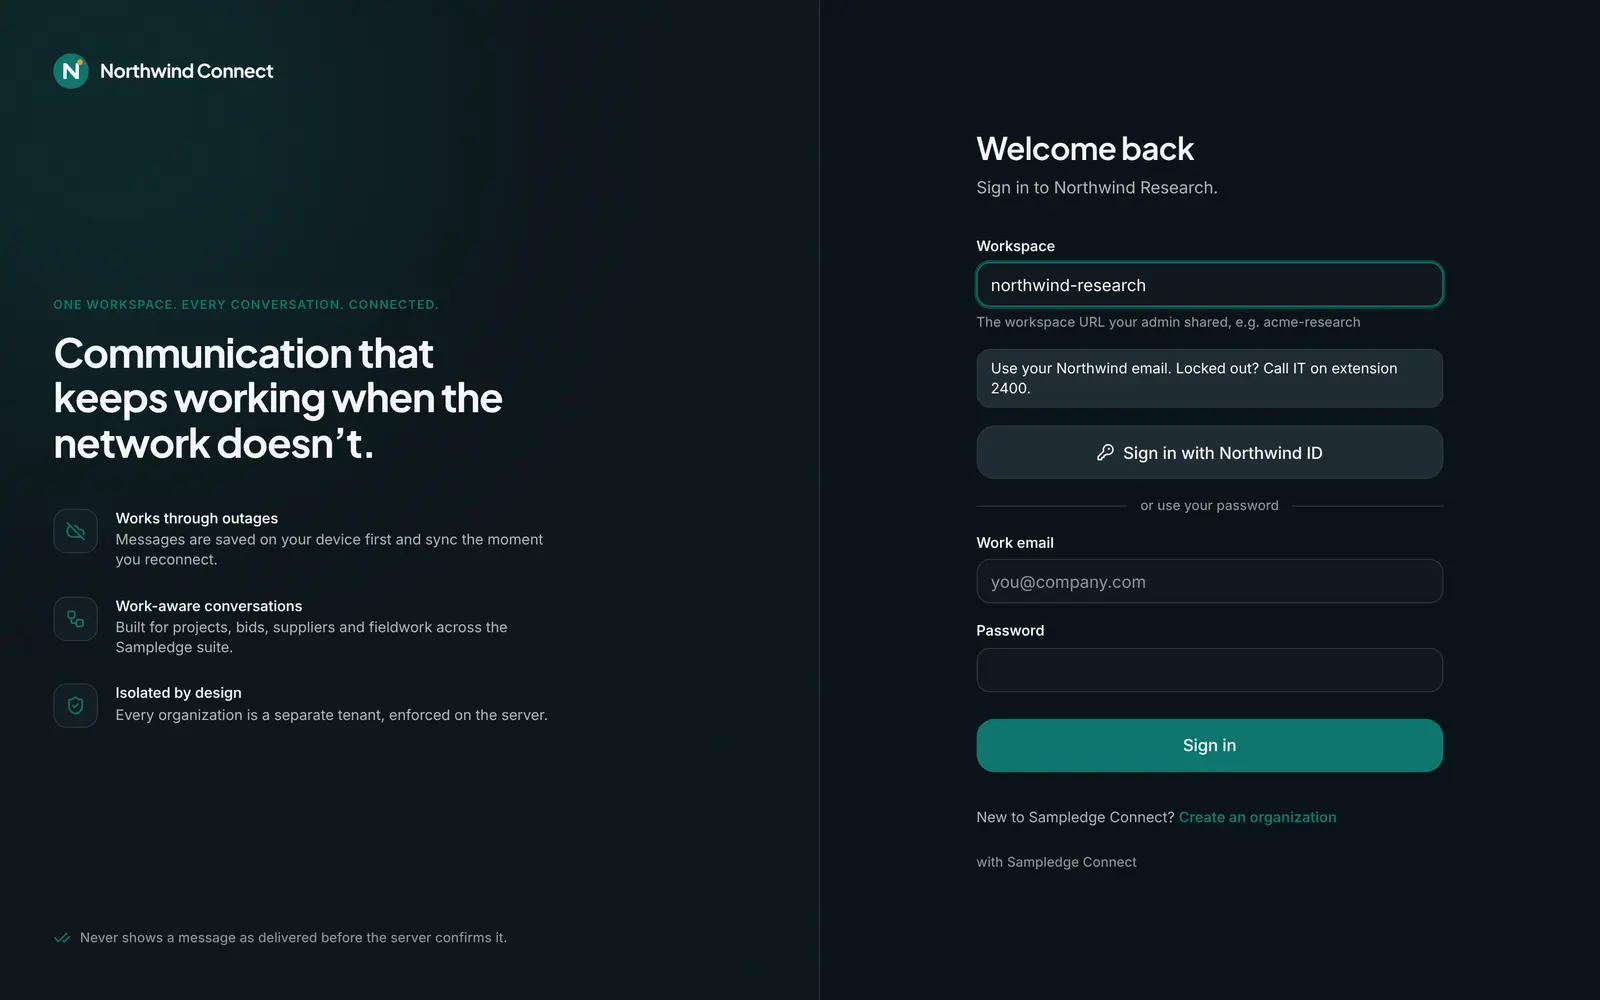 N
Northwind Connect
ONE WORKSPACE. EVERY CONVERSATION. CONNECTED.
Communication that
keeps working when the
network doesn’t.
Works through outages
Messages are saved on your device first and sync the moment
you reconnect.
Work-aware conversations
Built for projects, bids, suppliers and fieldwork across the
Sampledge suite.
Isolated by design
Every organization is a separate tenant, enforced on the server.
Never shows a message as delivered before the server confirms it.
Welcome back
Sign in to Northwind Research.
Workspace
northwind-research
The workspace URL your admin shared, e.g. acme-research
Use your Northwind email. Locked out? Call IT on extension
2400.
Sign in with Northwind ID
or use your password
Work email
you@company.com
Password
Sign in
New to Sampledge Connect? Create an organization
with Sampledge Connect